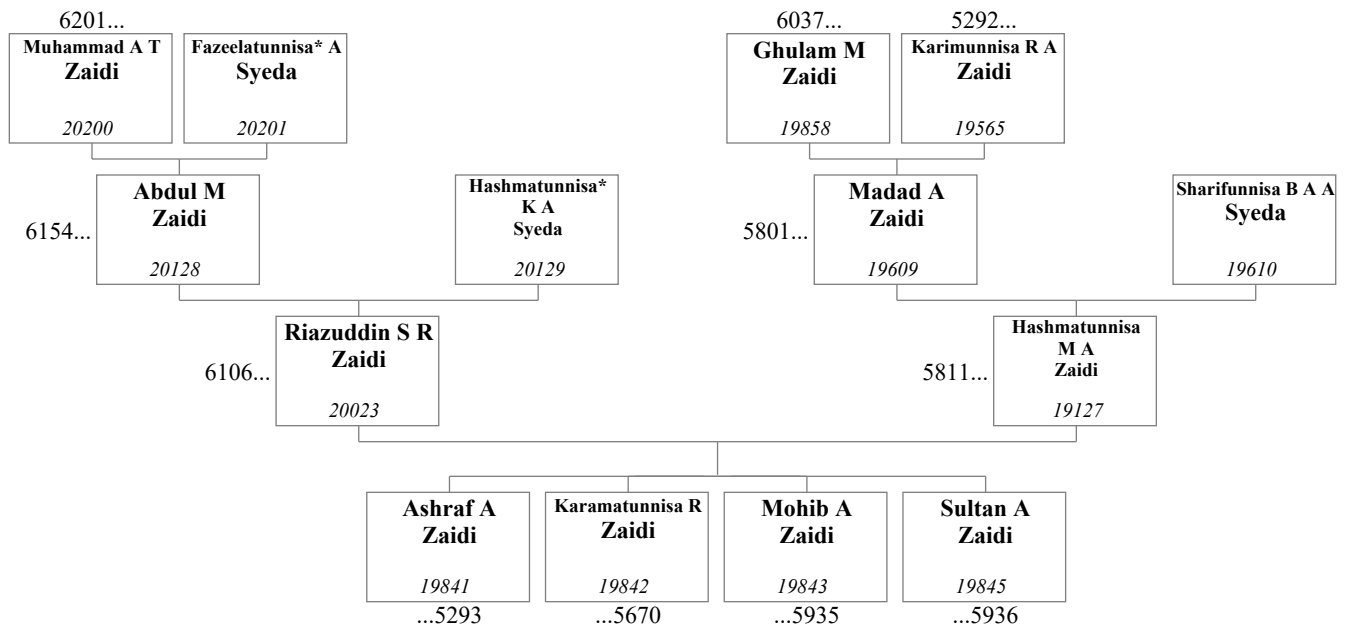 6201...
6037...
5292...
Muhammad A T
Zaidi
20200
Fazeelatunnisa* A
Syeda
20201
Ghulam M
Zaidi
19858
Karimunnisa R A
Zaidi
19565
6154...
Abdul M
Zaidi
20128
Hashmatunnisa*
K A
Syeda
20129
5801...
Madad A
Zaidi
19609
Sharifunnisa B A A
Syeda
19610
6106...
Riazuddin S R
Zaidi
20023
5811...
Hashmatunnisa
M A
Zaidi
19127
Ashraf A
Zaidi
19841
Karamatunnisa R
Zaidi
19842
Mohib A
Zaidi
19843
Sultan A
Zaidi
19845
...5293
...5670
...5935
...5936